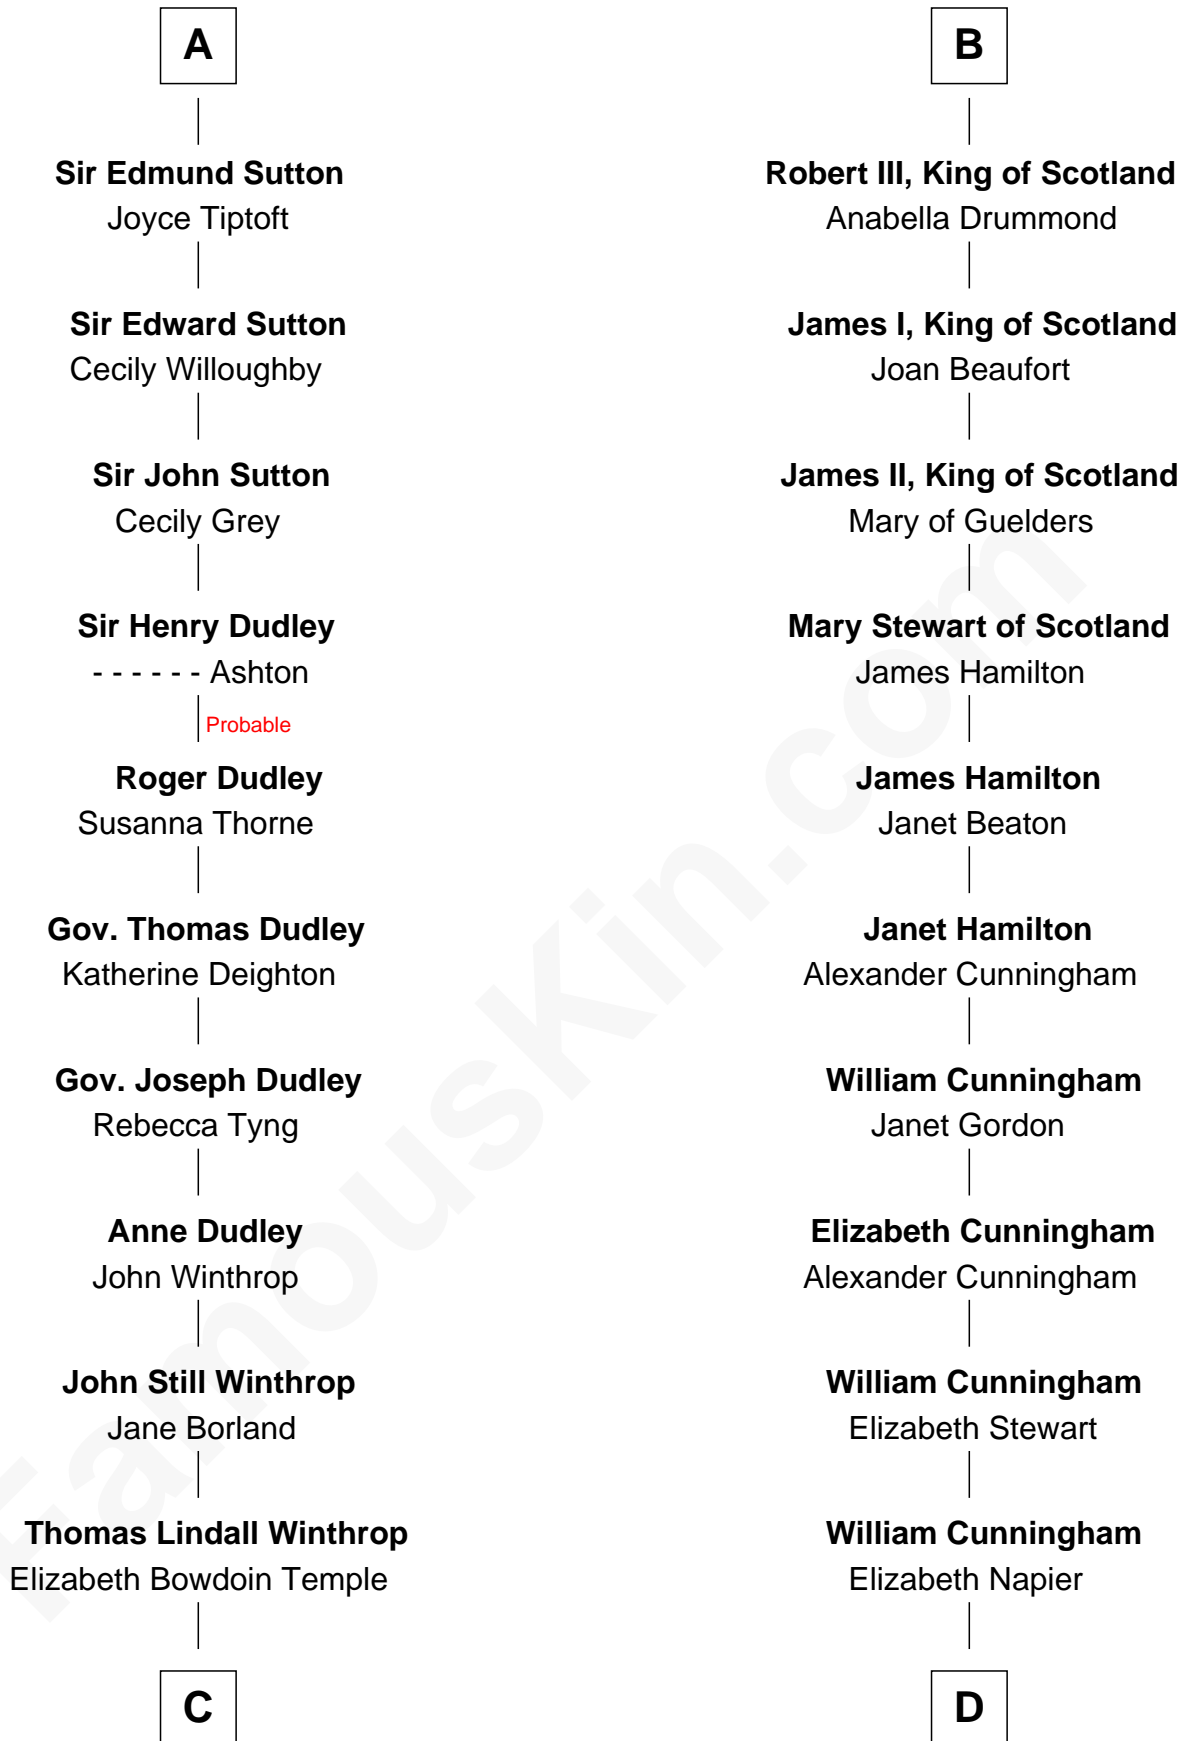 A
Sir Edmund Sutton
Joyce Tiptoft
Sir Edward Sutton
Cecily Willoughby
Sir John Sutton
Cecily Grey
Sir Henry Dudley
- - - - - - Ashton
Probable
Roger Dudley
Susanna Thorne
Gov. Thomas Dudley
Katherine Deighton
Gov. Joseph Dudley
Rebecca Tyng
Anne Dudley
John Winthrop
John Still Winthrop
Jane Borland
Thomas Lindall Winthrop
Elizabeth Bowdoin Temple
C
B
Robert III, King of Scotland
Anabella Drummond
James I, King of Scotland
Joan Beaufort
James II, King of Scotland
Mary of Guelders
Mary Stewart of Scotland
James Hamilton
James Hamilton
Janet Beaton
Janet Hamilton
Alexander Cunningham
William Cunningham
Janet Gordon
Elizabeth Cunningham
Alexander Cunningham
William Cunningham
Elizabeth Stewart
William Cunningham
Elizabeth Napier
D
FamousKin.com